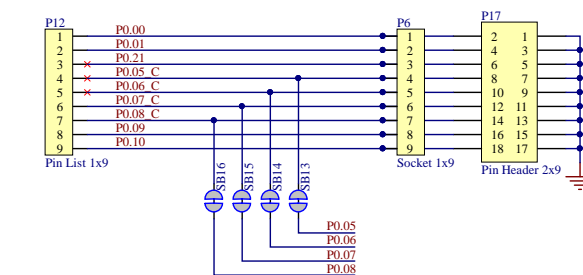 P12 P6 P17
P0.00
1 1 2 1
P0.01
2 2 4 3
P0.21
3 3 6 5
P0.05_C
4 4 8 7
P0.06_C
5 5 10 9
P0.07_C
6 6 12 11
P0.08_C
7 7 14 13
P0.09
8 8 16 15
P0.10
9 9 18 17
Pin List 1x9 Socket 1x9 Pin Header 2x9
SB16 SB15 SB14 SB13
P0.05
P0.06
P0.07
P0.08